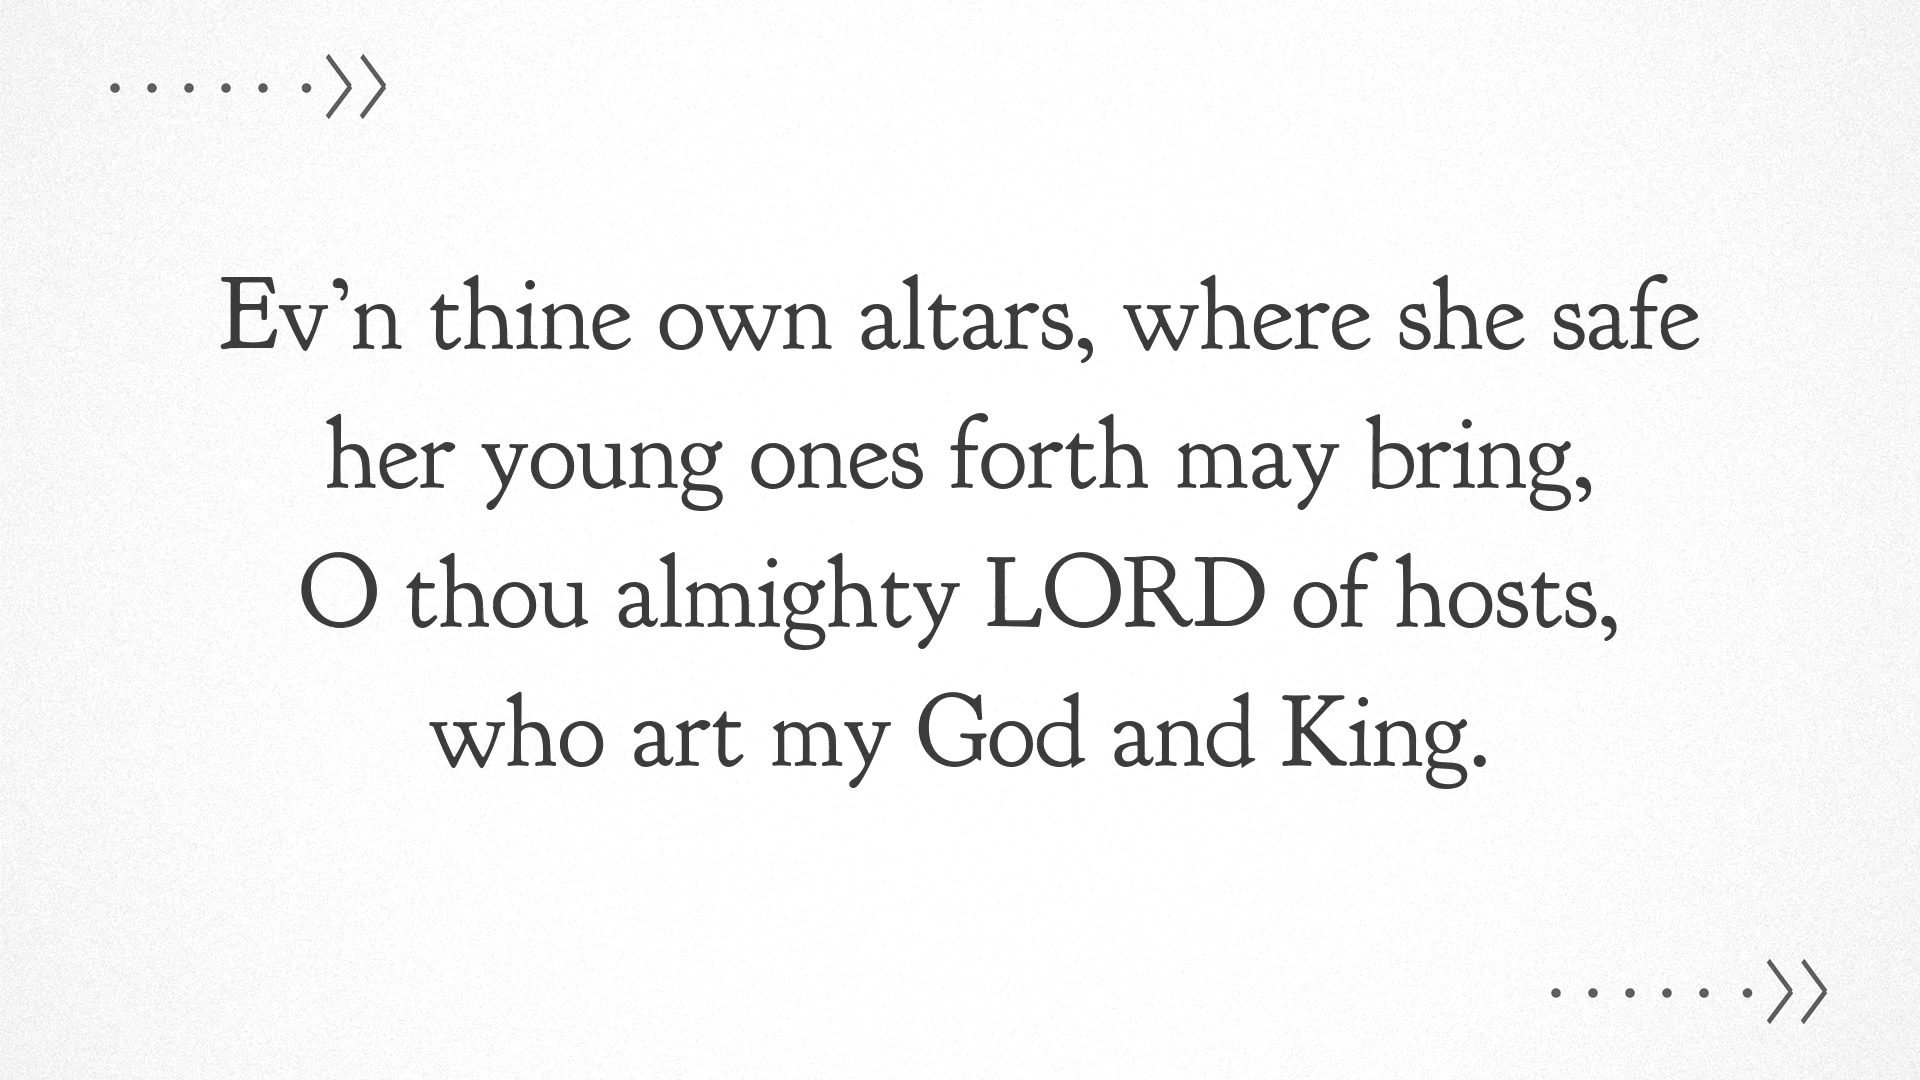 Ev’n thine own altars, where she safe
her young ones forth may bring,
O thou almighty LORD of hosts,
who art my God and King.